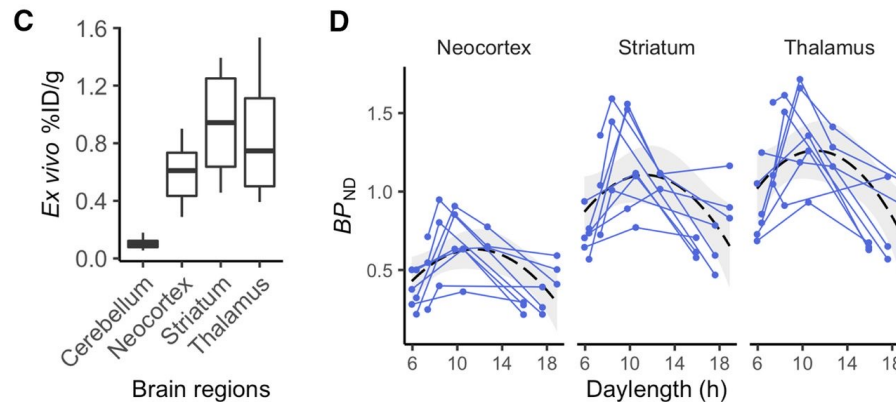 C
Ex vivo %ID/g
1.6
1.2
0.8
0.4
0.0
Cerebellum
Neocortex
Striatum
Thalamus
Brain regions
D
Neocortex Striatum Thalamus
BP_ND
1.5
1.0
0.5
6 10 14 18 6 10 14 18 6 10 14 18
Daylength (h)